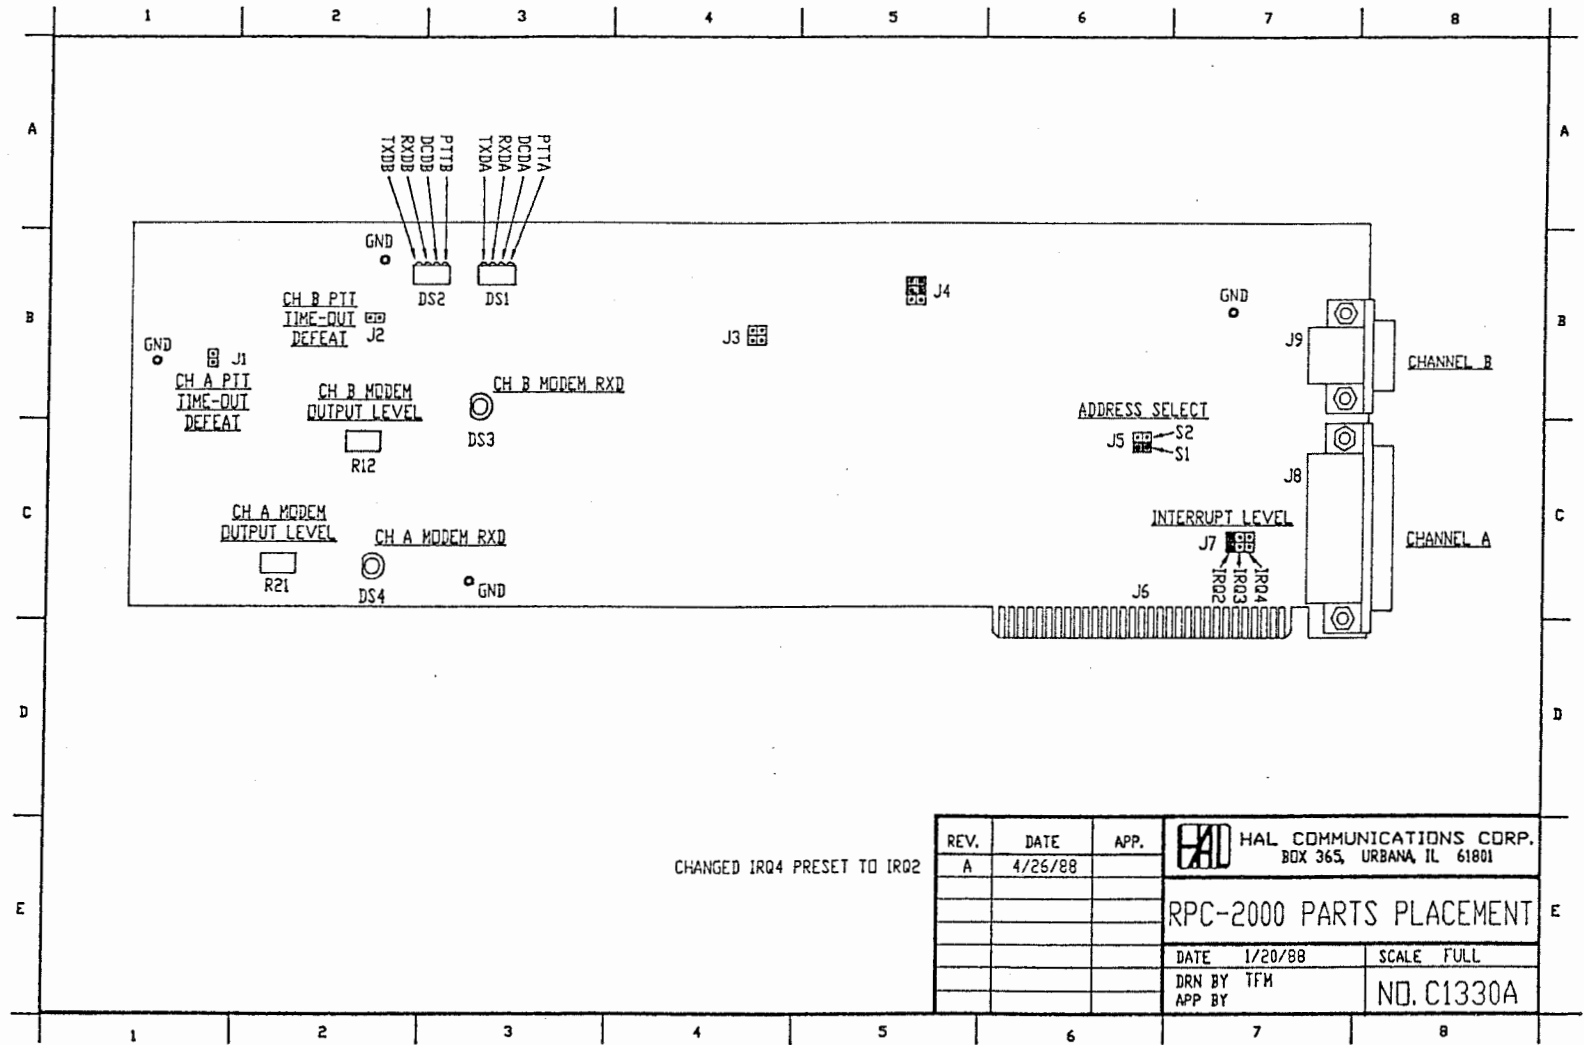 1 2 3 4 5 6 7 8
A A
TXDB RXDB DCDB PTTB TXDA RXDA DCDA PTTA
GND
DS2 DS1
CH B PTT
TIME-OUT
DEFEAT
J2
J4
J3
GND
B B
GND
J1
CH A PTT
TIME-OUT
DEFEAT
J9
CHANNEL B
CH B MODEM
OUTPUT LEVEL
R12
CH B MODEM RXD
DS3
ADDRESS SELECT
J5
S2
S1
J8
C C
CH A MODEM
OUTPUT LEVEL
R21
CH A MODEM RXD
DS4
GND
INTERRUPT LEVEL
J7
IRQ2 IRQ3 IRQ4
J6
CHANNEL A
D D
CHANGED IRQ4 PRESET TO IRQ2
REV. DATE APP.
A 4/26/88
HAL
HAL COMMUNICATIONS CORP.
BOX 365, URBANA, IL 61801
E E
RPC-2000 PARTS PLACEMENT
DATE 1/20/88
SCALE FULL
DRN BY TFM
APP BY
NO. C1330A
1 2 3 4 5 6 7 8